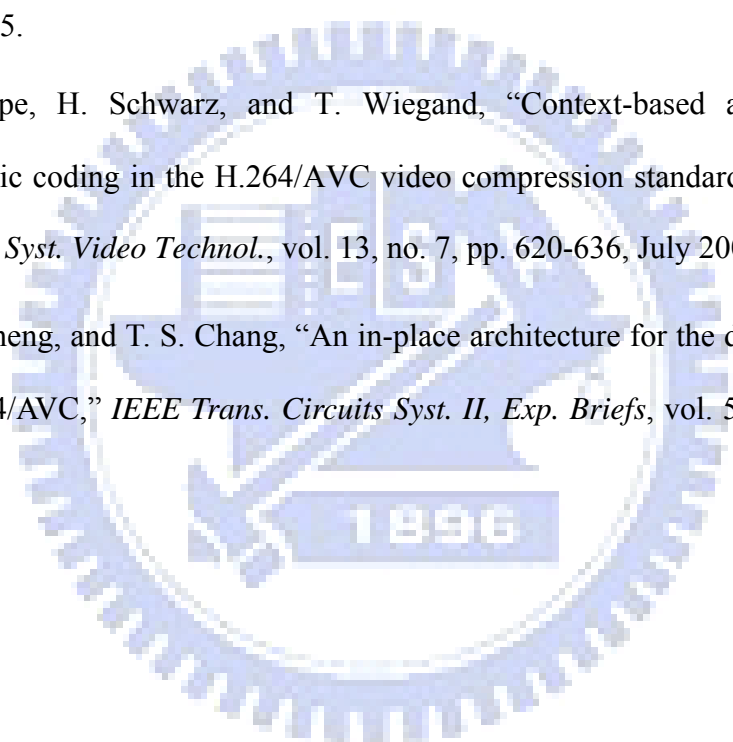 5.
pe, H. Schwarz, and T. Wiegand, “Context-based a
ic coding in the H.264/AVC video compression standard
Syst. Video Technol., vol. 13, no. 7, pp. 620-636, July 200
heng, and T. S. Chang, “An in-place architecture for the d
4/AVC,” IEEE Trans. Circuits Syst. II, Exp. Briefs, vol. 5
1896